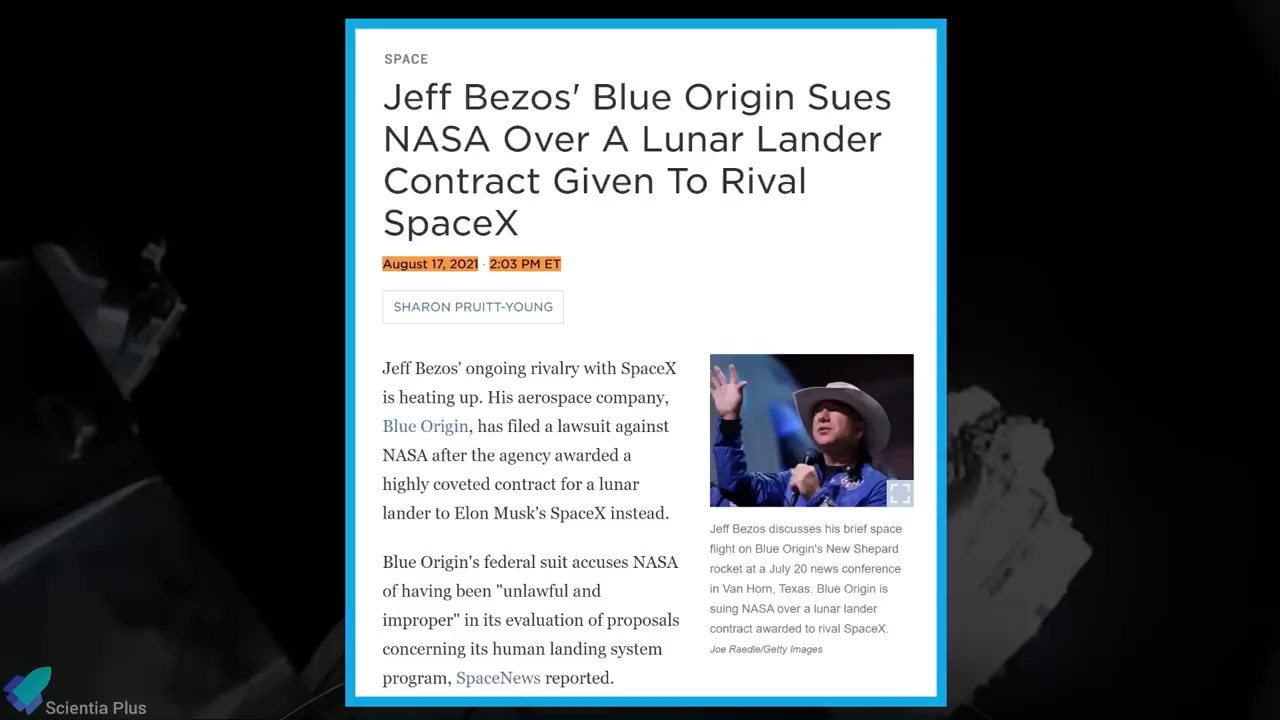 SPACE
Jeff Bezos' Blue Origin Sues
NASA Over A Lunar Lander
Contract Given To Rival
SpaceX
August 17, 2021 · 2:03 PM ET
SHARON PRUITT-YOUNG
Jeff Bezos' ongoing rivalry with SpaceX
is heating up. His aerospace company,
Blue Origin, has filed a lawsuit against
NASA after the agency awarded a
highly coveted contract for a lunar
lander to Elon Musk's SpaceX instead.
Blue Origin's federal suit accuses NASA
of having been "unlawful and
improper" in its evaluation of proposals
concerning its human landing system
program, SpaceNews reported.
Jeff Bezos discusses his brief space
flight on Blue Origin's New Shepard
rocket at a July 20 news conference
in Van Horn, Texas. Blue Origin is
suing NASA over a lunar lander
contract awarded to rival SpaceX.
Joe Raedle/Getty Images
Scientia Plus